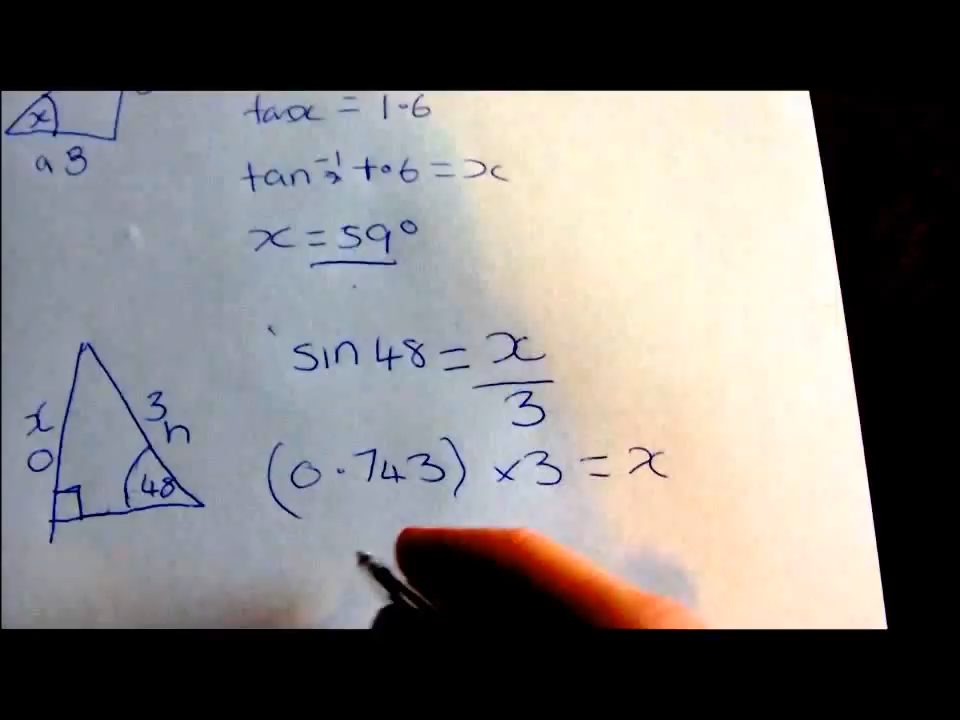 x
a 3
tan x = 1.6
tan⁻¹ 1.6 = x
x = 59°
x
o
3
h
48
sin 48 = x/3
(0.743) × 3 = x